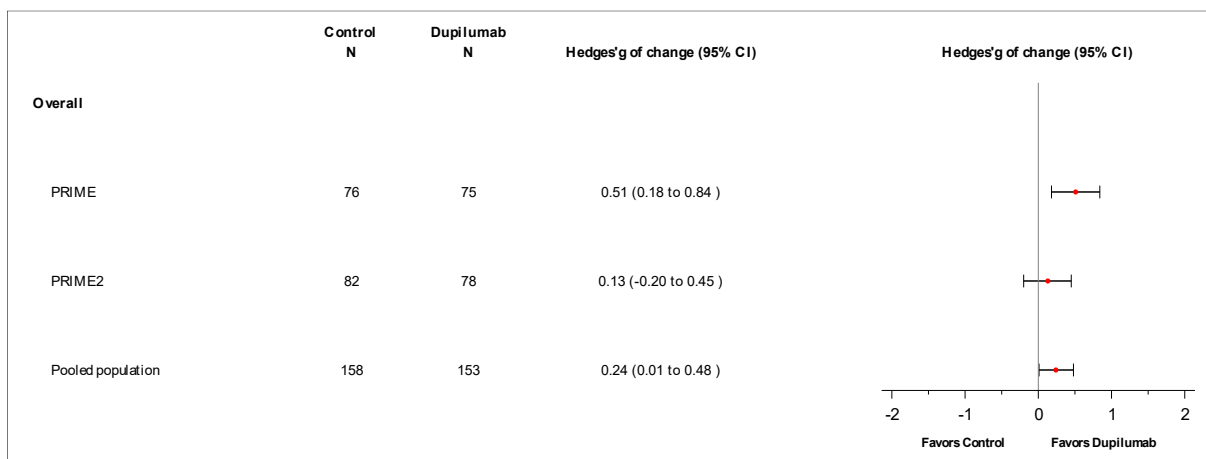 Control Dupilumab
N N Hedges'g of change (95% CI) Hedges'g of change (95% CI)
Overall
PRIME 76 75 0.51 (0.18 to 0.84 )
PRIME2 82 78 0.13 (-0.20 to 0.45 )
Pooled population 158 153 0.24 (0.01 to 0.48 )
-2 -1 0 1 2
Favors Control Favors Dupilumab